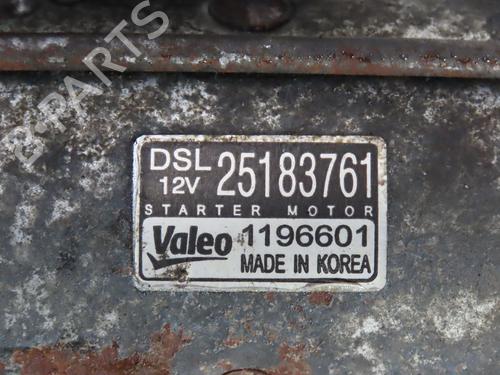 B-PARTS
DSL 12V 25183761
STARTER MOTOR
Valeo 1196601
MADE IN KOREA